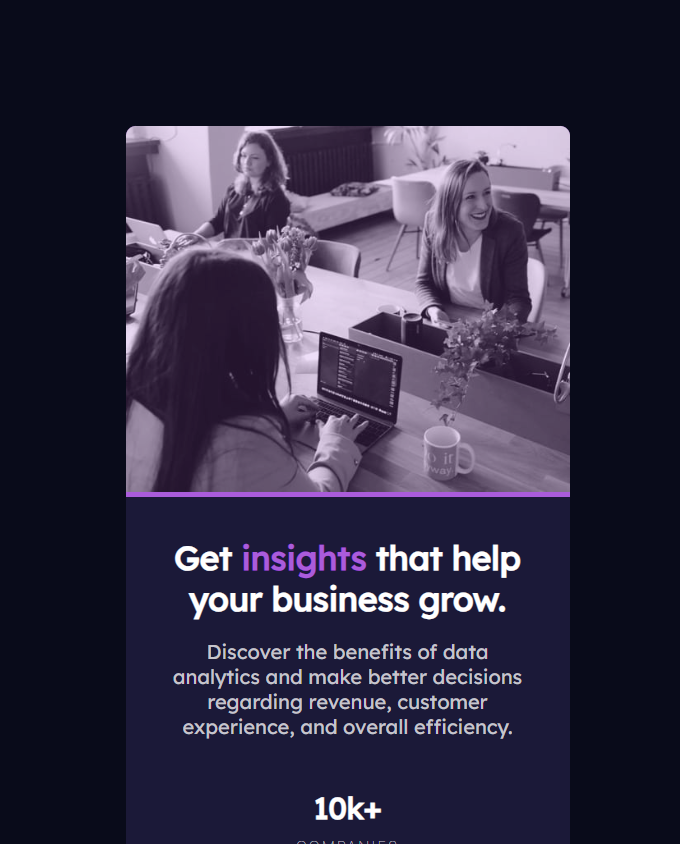 Get insights that help
your business grow.
Discover the benefits of data
analytics and make better decisions
regarding revenue, customer
experience, and overall efficiency.
10k+
COMPANIES